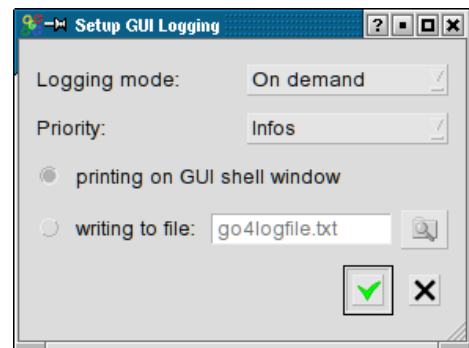 Setup GUI Logging
Logging mode: On demand
Priority: Infos
printing on GUI shell window
writing to file: go4logfile.txt